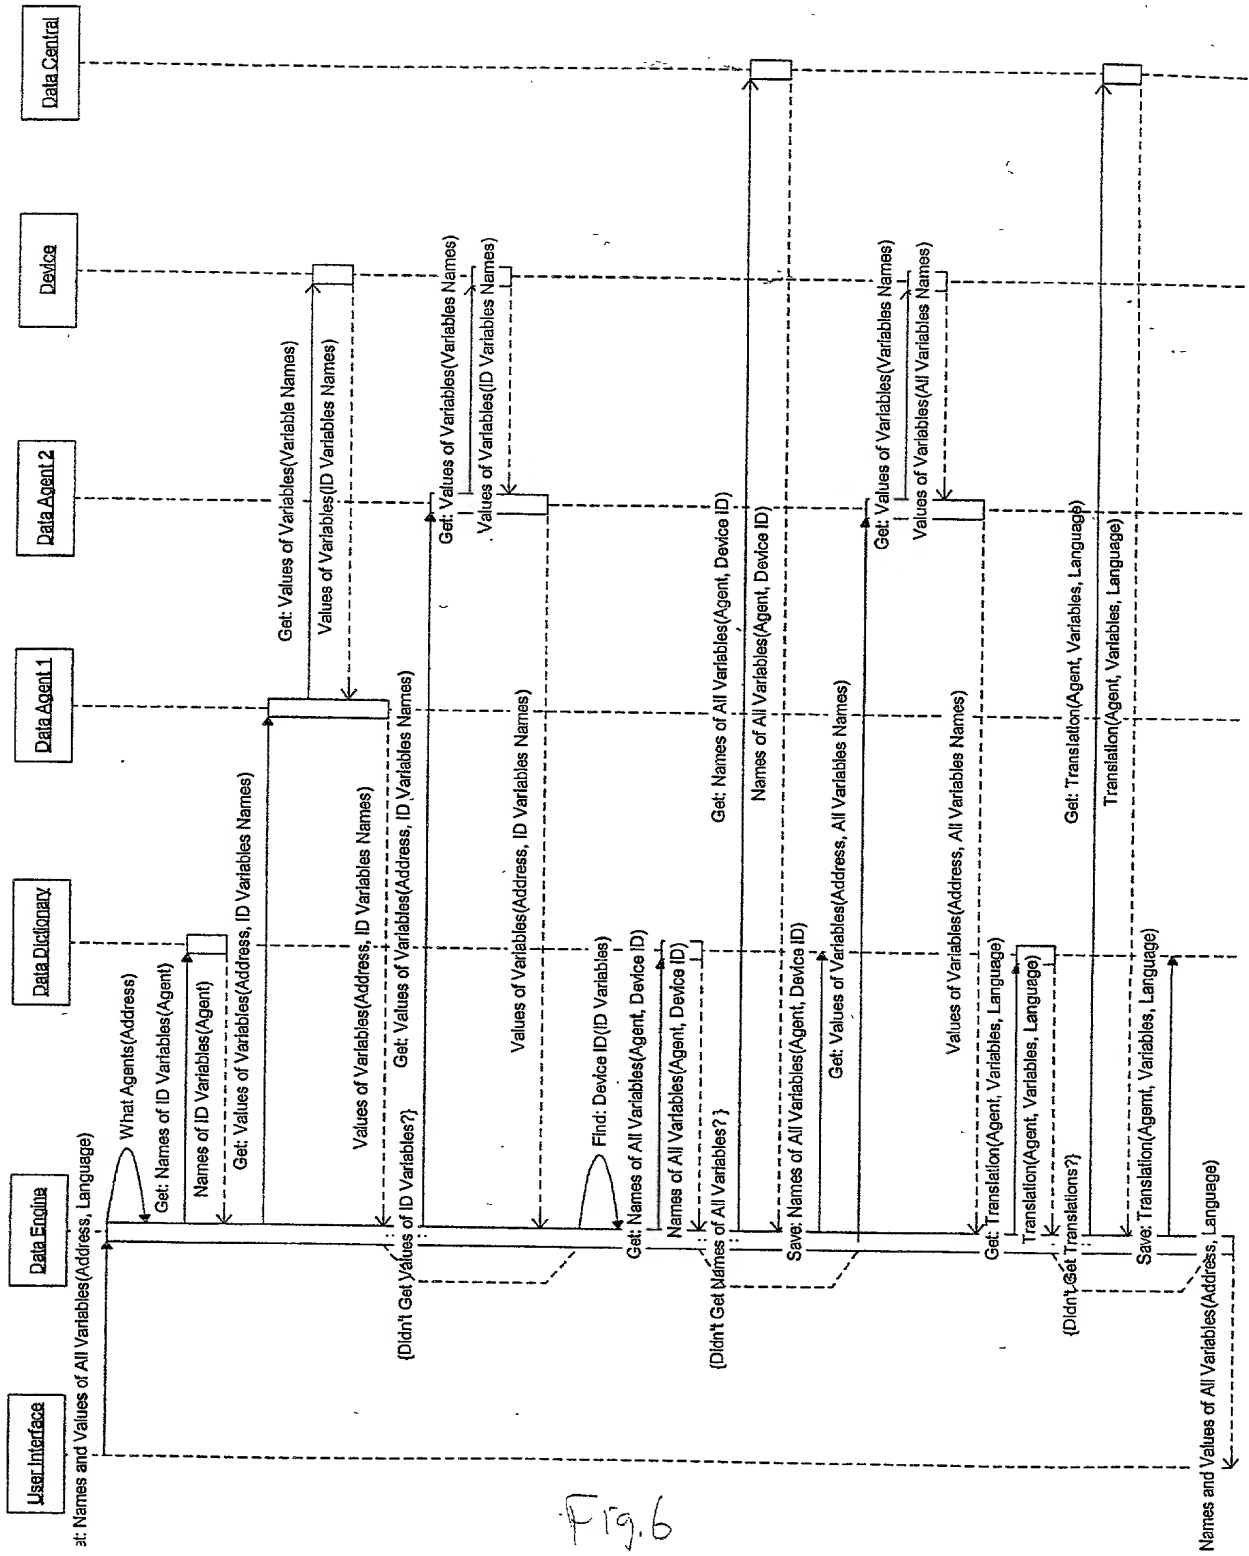 User Interface
Data Engine
Data Dictionary
Data Agent 1
Data Agent 2
Device
Data Central
et: Names and Values of All Variables(Address, Language)
What Agents(Address)
Get: Names of ID Variables(Agent)
Names of ID Variables(Agent)
Get: Values of Variables(Address, ID Variables Names)
Get: Values of Variables(Variable Names)
Values of Variables(ID Variables Names)
Values of Variables(Address, ID Variables Names)
{Didn't Get Values of ID Variables?}
Get: Values of Variables(Address, ID Variables Names)
Get: Values of Variables(Variables Names)
Values of Variables(ID Variables Names)
Values of Variables(Address, ID Variables Names)
Find: Device ID(ID Variables)
Get: Names of All Variables(Agent, Device ID)
Names of All Variables(Agent, Device ID)
{Didn't Get Names of All Variables? }
Get: Names of All Variables(Agent, Device ID)
Names of All Variables(Agent, Device ID)
Save: Names of All Variables(Agent, Device ID)
Get: Values of Variables(Address, All Variables Names)
Get: Values of Variables(Variables Names)
Values of Variables(All Variables Names)
Values of Variables(Address, All Variables Names)
Get: Translation(Agent, Variables, Language)
Translation(Agent, Variables, Language)
{Didn't Get Translations?}
Get: Translation(Agent, Variables, Language)
Translation(Agent, Variables, Language)
Save: Translation(Agemt, Variables, Language)
Names and Values of All Variables(Address, Language)
Fig.6